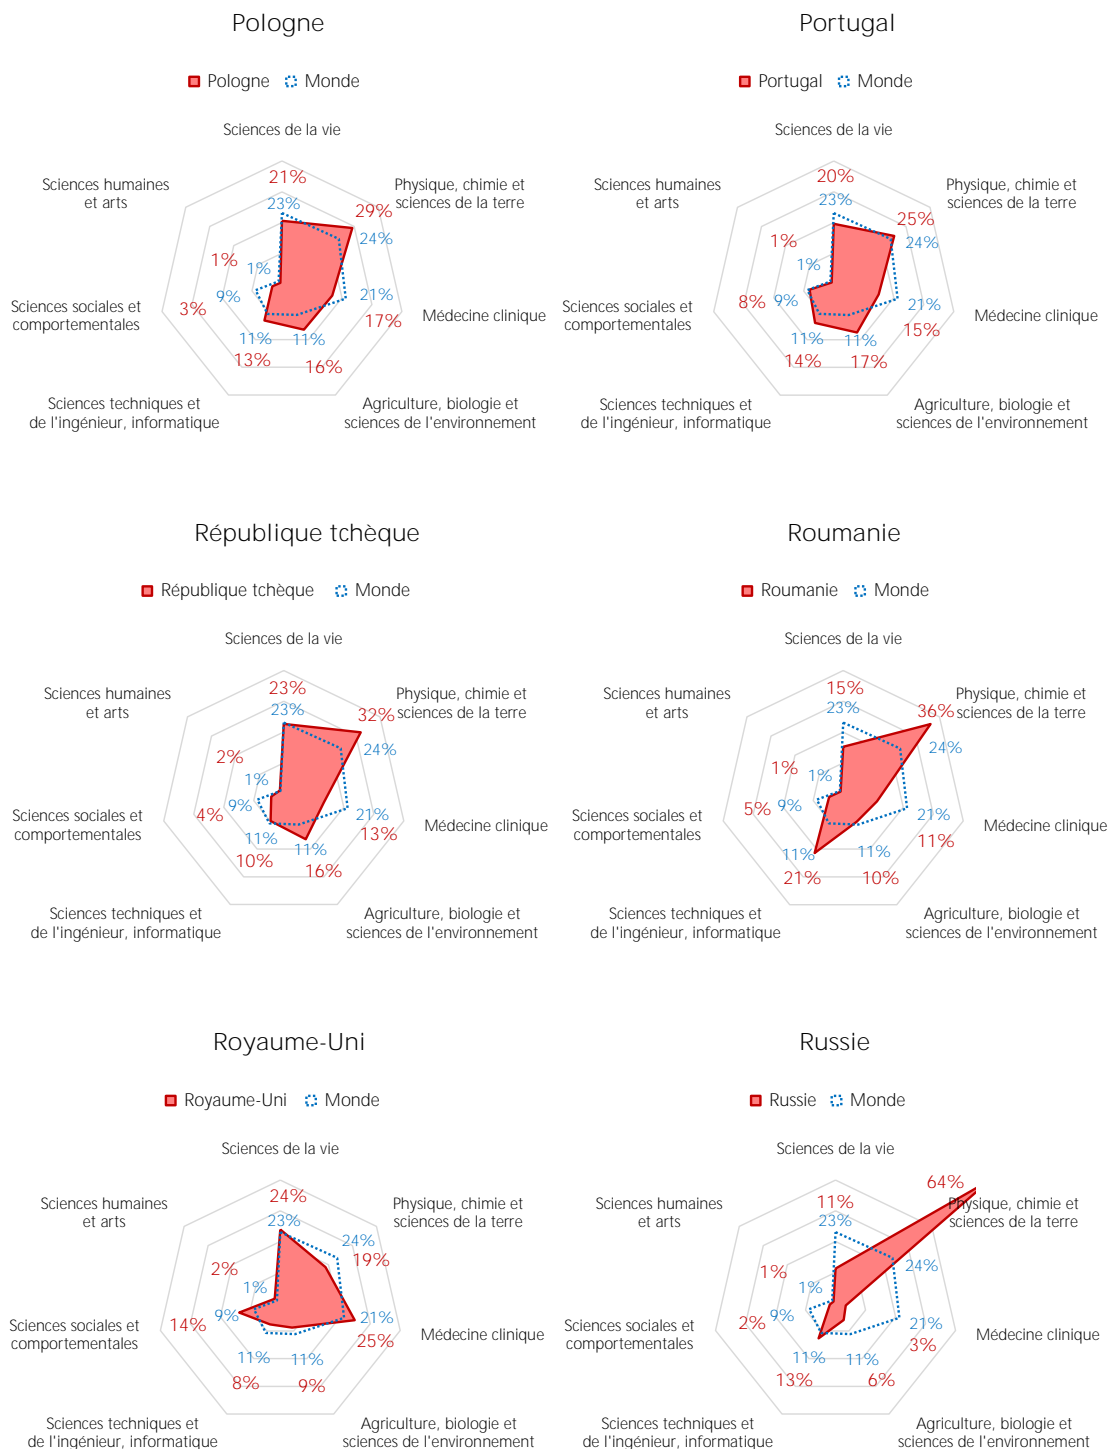 Pologne
Pologne Monde
Sciences de la vie
Sciences humaines
et arts
Physique, chimie et
sciences de la terre
21%
23%
29%
24%
1%
1%
9%
21%
Sciences sociales et
comportementales
3%
17%
Médecine clinique
11%
11%
13%
16%
Sciences techniques et
de l'ingénieur, informatique
Agriculture, biologie et
sciences de l'environnement
Portugal
Portugal Monde
Sciences de la vie
Sciences humaines
et arts
Physique, chimie et
sciences de la terre
20%
23%
25%
24%
1%
1%
8%
9%
21%
Sciences sociales et
comportementales
15%
Médecine clinique
11%
11%
14%
17%
Sciences techniques et
de l'ingénieur, informatique
Agriculture, biologie et
sciences de l'environnement
République tchèque
République tchèque Monde
Sciences de la vie
Sciences humaines
et arts
Physique, chimie et
sciences de la terre
23%
23%
32%
24%
2%
1%
9%
21%
Sciences sociales et
comportementales
4%
13%
Médecine clinique
11%
11%
10%
16%
Sciences techniques et
de l'ingénieur, informatique
Agriculture, biologie et
sciences de l'environnement
Roumanie
Roumanie Monde
Sciences de la vie
Sciences humaines
et arts
Physique, chimie et
sciences de la terre
15%
23%
36%
24%
1%
1%
5%
9%
21%
Sciences sociales et
comportementales
11%
Médecine clinique
11%
11%
21%
10%
Sciences techniques et
de l'ingénieur, informatique
Agriculture, biologie et
sciences de l'environnement
Royaume-Uni
Royaume-Uni Monde
Sciences de la vie
Sciences humaines
et arts
Physique, chimie et
sciences de la terre
24%
23%
24%
19%
2%
1%
9%
21%
Sciences sociales et
comportementales
14%
25%
Médecine clinique
11%
11%
8%
9%
Sciences techniques et
de l'ingénieur, informatique
Agriculture, biologie et
sciences de l'environnement
Russie
Russie Monde
Sciences de la vie
64%
Sciences humaines
et arts
Physique, chimie et
sciences de la terre
11%
23%
24%
1%
1%
2%
9%
21%
Sciences sociales et
comportementales
3%
Médecine clinique
11%
11%
13%
6%
Sciences techniques et
de l'ingénieur, informatique
Agriculture, biologie et
sciences de l'environnement